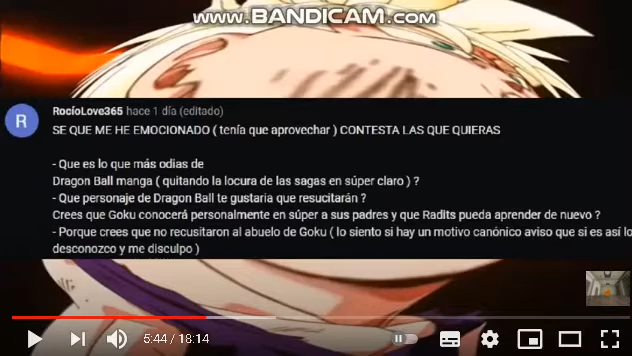 www.BANDICAM.com
R
RocíoLove365 hace 1 día (editado)
SE QUE ME HE EMOCIONADO ( tenía que aprovechar ) CONTESTA LAS QUE QUIERAS
- Que es lo que más odias de
Dragon Ball manga ( quitando la locura de las sagas en súper claro ) ?
- Que personaje de Dragon Ball te gustaria que resucitarán ?
Crees que Goku conocerá personalmente en súper a sus padres y que Radits pueda aprender de nuevo ?
- Porque crees que no recusitaron al abuelo de Goku ( lo siento si hay un motivo canónico aviso que si es así lo
desconozco y me disculpo )
5:44 / 18:14